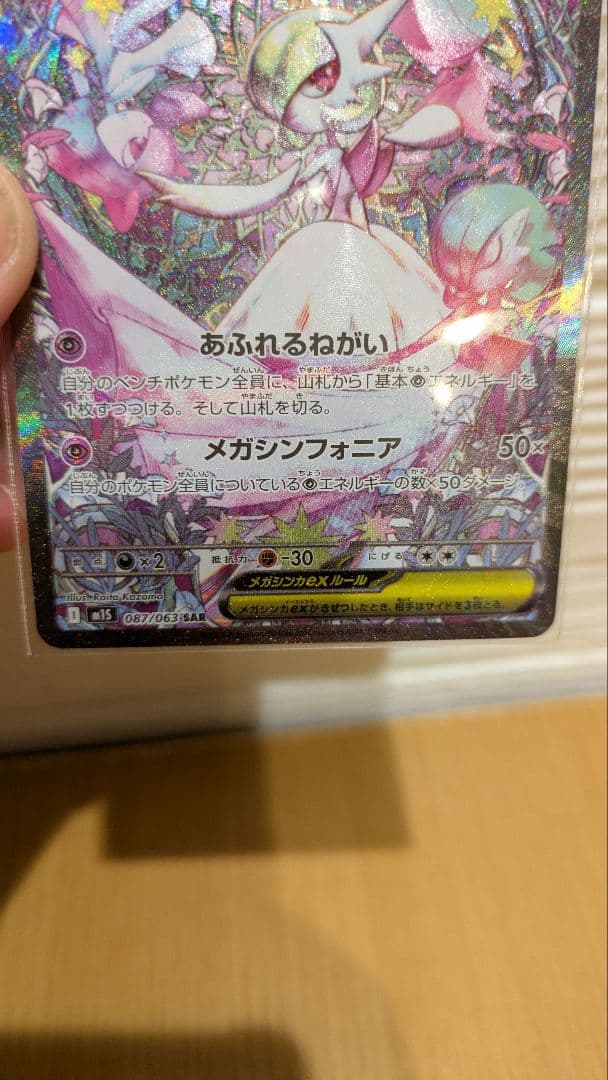 あふれるねがい
自分のベンチポケモン全員に、山札から「基本エネルギー」を
1枚ずつつける。そして山札を切る。
メガシンフォニア 50×
自分のポケモン全員についているエネルギーの数×50ダメージ。
弱点 ×2 抵抗力 -30 にげる
メガシンカexルール
メガシンカexがきぜつしたとき、相手はサイドを3枚とる。
Illus. Raita Kazama
I m1S 087/063 SAR